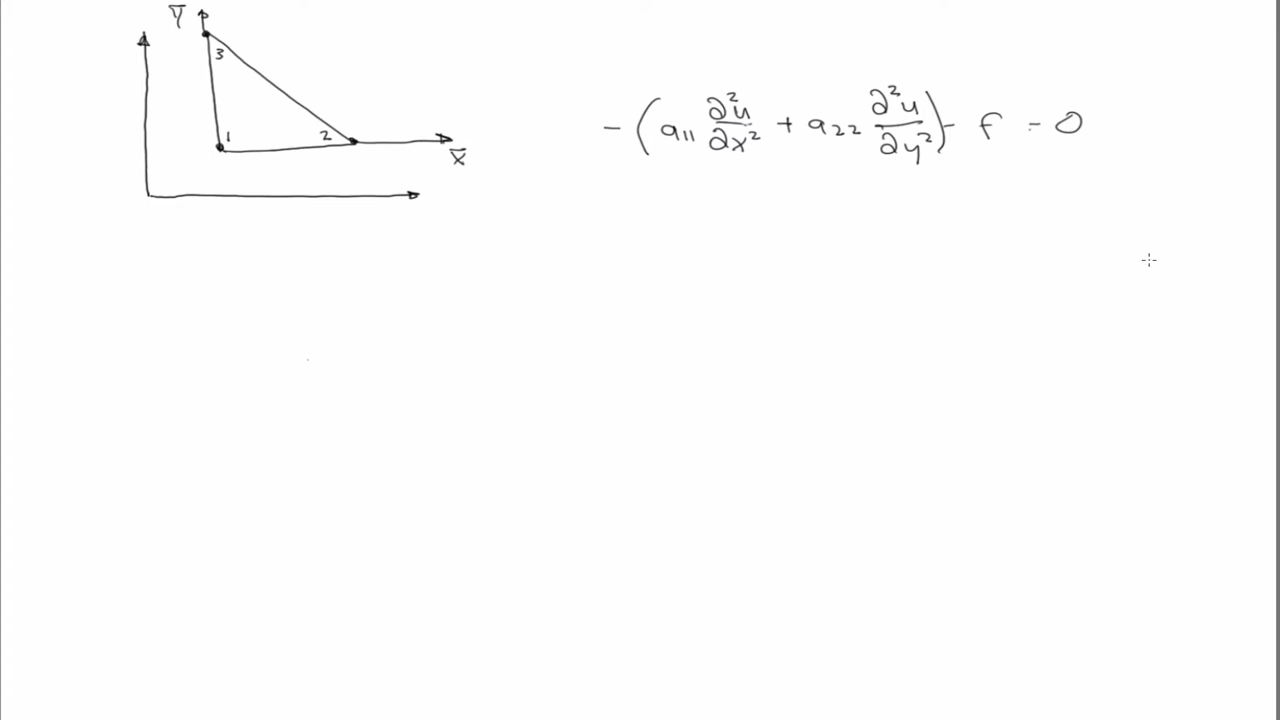 Y̅
3
1
2
X̅
- ( a₁₁ ∂²u/∂x² + a₂₂ ∂²u/∂y² ) - f = 0